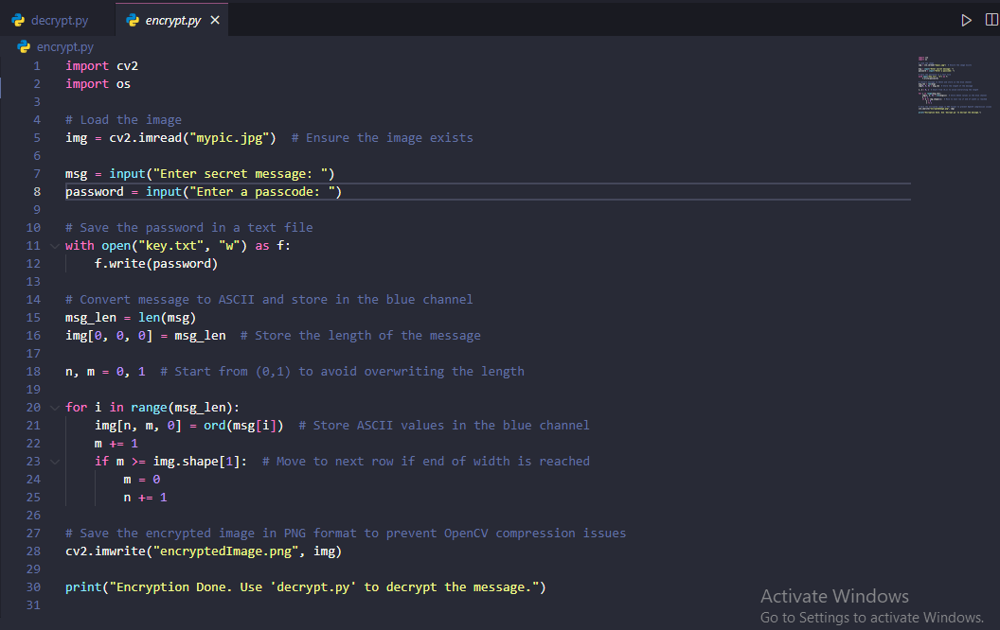 decrypt.py
encrypt.py
encrypt.py
1 import cv2
2 import os
3
4 # Load the image
5 img = cv2.imread("mypic.jpg")  # Ensure the image exists
6
7 msg = input("Enter secret message: ")
8 password = input("Enter a passcode: ")
9
10 # Save the password in a text file
11 with open("key.txt", "w") as f:
12     f.write(password)
13
14 # Convert message to ASCII and store in the blue channel
15 msg_len = len(msg)
16 img[0, 0, 0] = msg_len  # Store the length of the message
17
18 n, m = 0, 1  # Start from (0,1) to avoid overwriting the length
19
20 for i in range(msg_len):
21     img[n, m, 0] = ord(msg[i])  # Store ASCII values in the blue channel
22     m += 1
23     if m >= img.shape[1]:  # Move to next row if end of width is reached
24         m = 0
25         n += 1
26
27 # Save the encrypted image in PNG format to prevent OpenCV compression issues
28 cv2.imwrite("encryptedImage.png", img)
29
30 print("Encryption Done. Use 'decrypt.py' to decrypt the message.")
31
Activate Windows
Go to Settings to activate Windows.